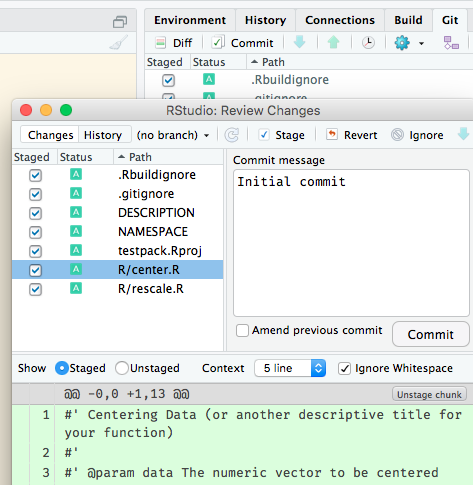 Environment History Connections Build Git
Diff Commit
Staged Status Path
A .Rbuildignore
RStudio: Review Changes
Changes History (no branch) Stage Revert Ignore
Staged Status Path
A .Rbuildignore
A .gitignore
A DESCRIPTION
A NAMESPACE
A testpack.Rproj
A R/center.R
A R/rescale.R
Commit message
Initial commit
Amend previous commit Commit
Show Staged Unstaged Context 5 line Ignore Whitespace
@@ -0,0 +1,13 @@ Unstage chunk
1 #' Centering Data (or another descriptive title for
your function)
2 #'
3 #' @param data The numeric vector to be centered